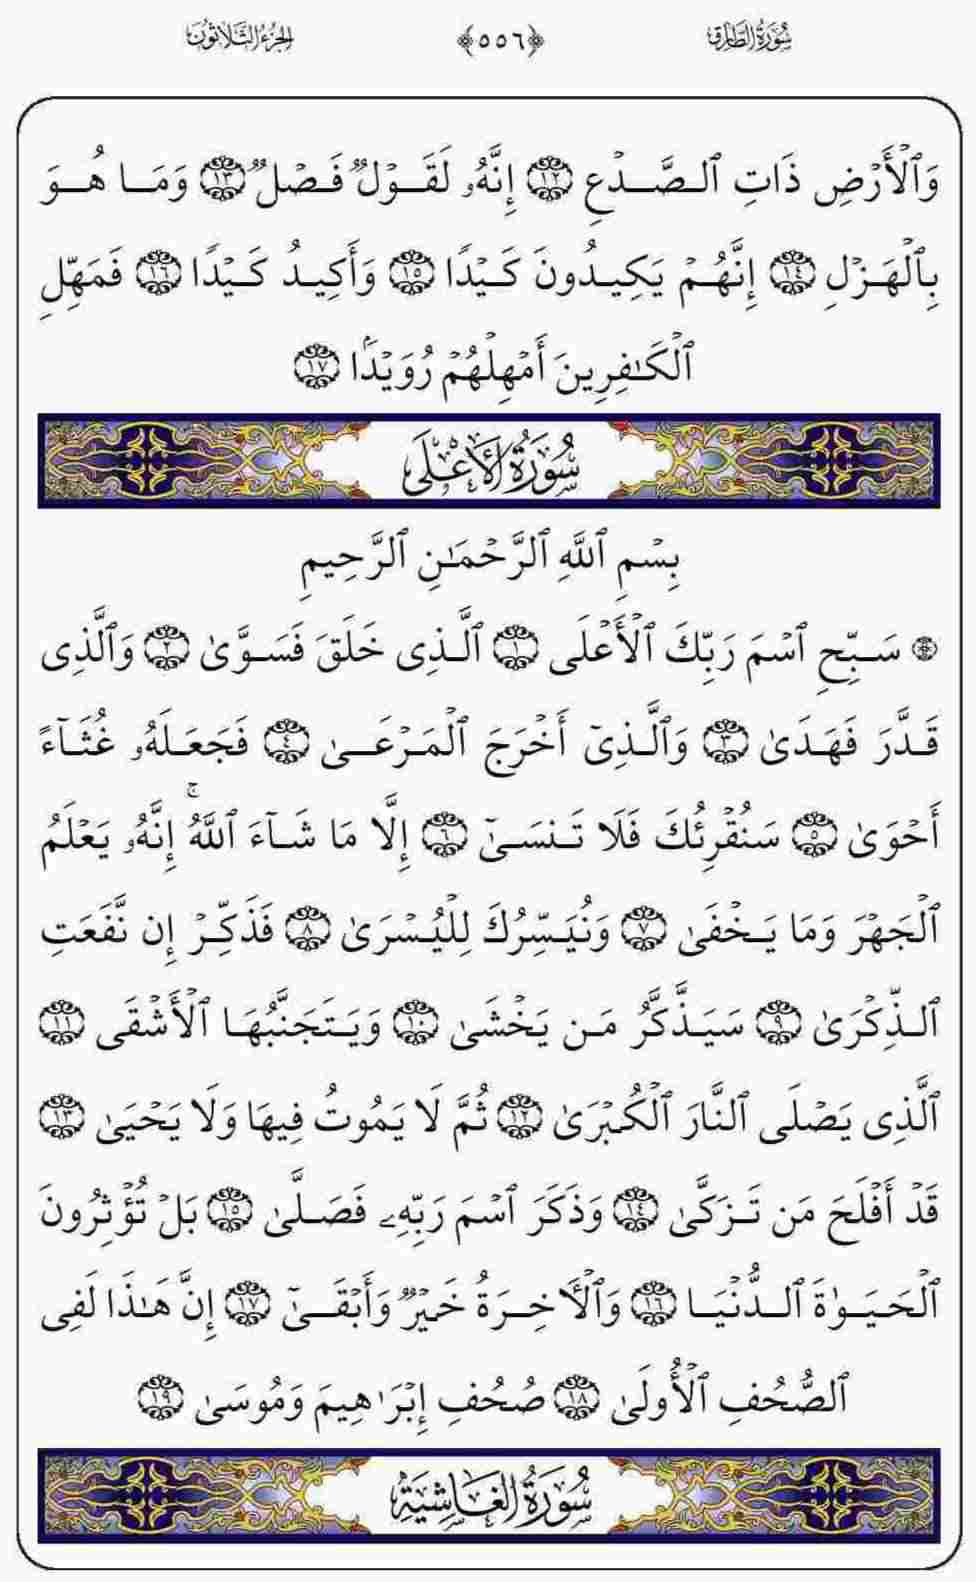 سُورَةُ الطَّارِقِ ﴿٥٥٦﴾ الجُزْءُ الثَّلَاثُونَ
وَٱلْأَرْضِ ذَاتِ ٱلصَّدْعِ ١٢ إِنَّهُۥ لَقَوْلٌ فَصْلٌ ١٣ وَمَا هُوَ
بِٱلْهَزْلِ ١٤ إِنَّهُمْ يَكِيدُونَ كَيْدًا ١٥ وَأَكِيدُ كَيْدًا ١٦ فَمَهِّلِ
ٱلْكَـٰفِرِينَ أَمْهِلْهُمْ رُوَيْدًۢا ١٧
سُورَةُ الأَعْلَى
بِسْمِ ٱللَّهِ ٱلرَّحْمَـٰنِ ٱلرَّحِيمِ
۞ سَبِّحِ ٱسْمَ رَبِّكَ ٱلْأَعْلَى ١ ٱلَّذِى خَلَقَ فَسَوَّىٰ ٢ وَٱلَّذِى
قَدَّرَ فَهَدَىٰ ٣ وَٱلَّذِىٓ أَخْرَجَ ٱلْمَرْعَىٰ ٤ فَجَعَلَهُۥ غُثَآءً
أَحْوَىٰ ٥ سَنُقْرِئُكَ فَلَا تَنسَىٰٓ ٦ إِلَّا مَا شَآءَ ٱللَّهُ ۚ إِنَّهُۥ يَعْلَمُ
ٱلْجَهْرَ وَمَا يَخْفَىٰ ٧ وَنُيَسِّرُكَ لِلْيُسْرَىٰ ٨ فَذَكِّرْ إِن نَّفَعَتِ
ٱلذِّكْرَىٰ ٩ سَيَذَّكَّرُ مَن يَخْشَىٰ ١٠ وَيَتَجَنَّبُهَا ٱلْأَشْقَى ١١
ٱلَّذِى يَصْلَى ٱلنَّارَ ٱلْكُبْرَىٰ ١٢ ثُمَّ لَا يَمُوتُ فِيهَا وَلَا يَحْيَىٰ ١٣
قَدْ أَفْلَحَ مَن تَزَكَّىٰ ١٤ وَذَكَرَ ٱسْمَ رَبِّهِۦ فَصَلَّىٰ ١٥ بَلْ تُؤْثِرُونَ
ٱلْحَيَوٰةَ ٱلدُّنْيَا ١٦ وَٱلْـَٔاخِرَةُ خَيْرٌ وَأَبْقَىٰٓ ١٧ إِنَّ هَـٰذَا لَفِى
ٱلصُّحُفِ ٱلْأُولَىٰ ١٨ صُحُفِ إِبْرَٰهِيمَ وَمُوسَىٰ ١٩
سُورَةُ الغَاشِيَةِ